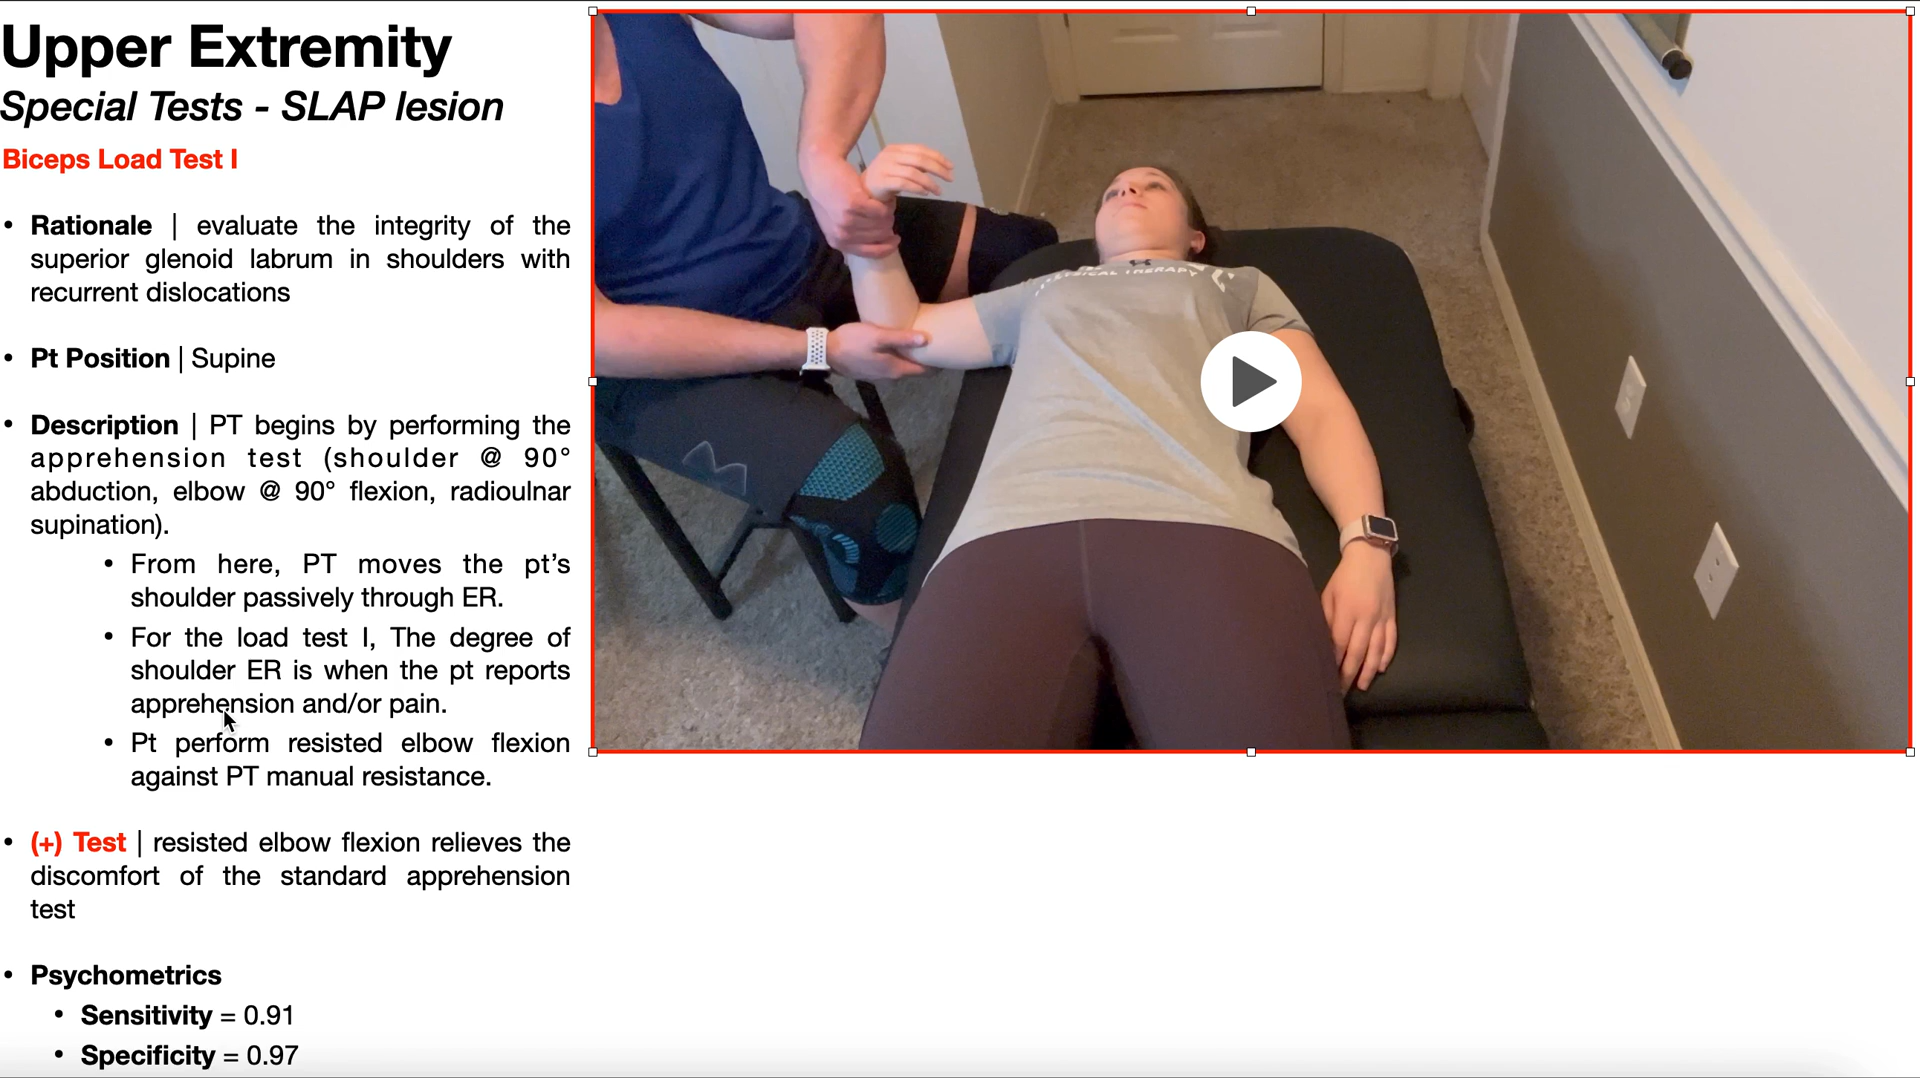 Upper Extremity
Special Tests - SLAP lesion
Biceps Load Test I
• Rationale | evaluate the integrity of the
superior glenoid labrum in shoulders with
recurrent dislocations
• Pt Position | Supine
• Description | PT begins by performing the
apprehension test (shoulder @ 90°
abduction, elbow @ 90° flexion, radioulnar
supination).
• From here, PT moves the pt’s
shoulder passively through ER.
• For the load test I, The degree of
shoulder ER is when the pt reports
apprehension and/or pain.
• Pt perform resisted elbow flexion
against PT manual resistance.
• (+) Test | resisted elbow flexion relieves the
discomfort of the standard apprehension
test
• Psychometrics
• Sensitivity = 0.91
• Specificity = 0.97
THERAPY